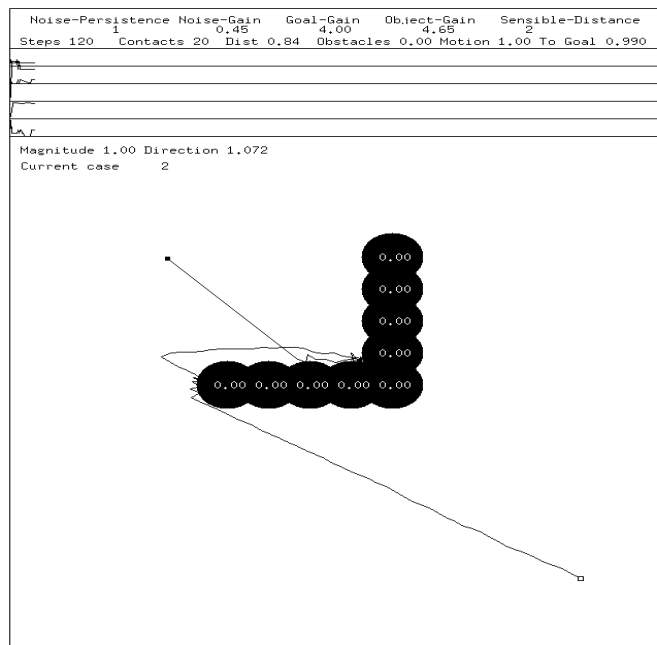 Noise-Persistence Noise-Gain Goal-Gain Object-Gain Sensible-Distance
1 0.45 4.00 4.65 2
Steps 120 Contacts 20 Dist 0.84 Obstacles 0.00 Motion 1.00 To Goal 0.990
Magnitude 1.00 Direction 1.072
Current case 2
0.00
0.00
0.00
0.00
0.00 0.00 0.00 0.00 0.00